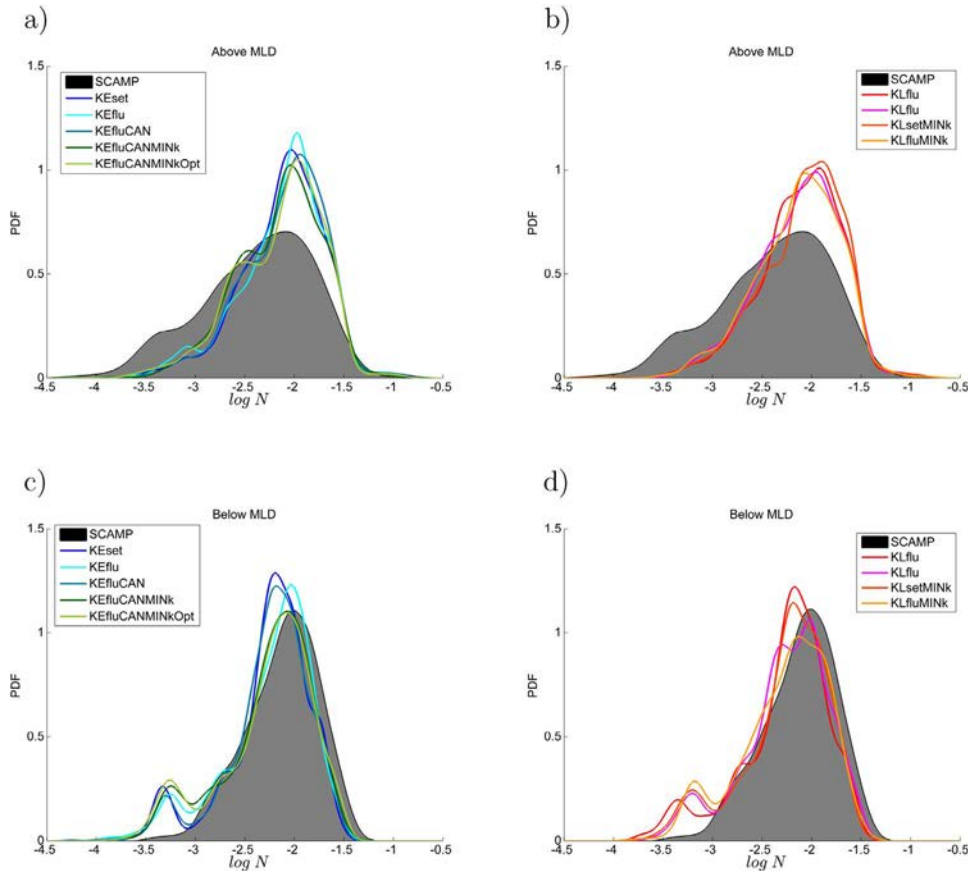 a)
Above MLD
1.5
1
0.5
0
PDF
SCAMP
KEset
KEflu
KEfluCAN
KEfluCANMINk
KEfluCANMINkOpt
-4.5 -4 -3.5 -3 -2.5 -2 -1.5 -1 -0.5
log N
b)
Above MLD
1.5
1
0.5
0
PDF
SCAMP
KLflu
KLflu
KLsetMINk
KLfluMINk
-4.5 -4 -3.5 -3 -2.5 -2 -1.5 -1 -0.5
log N
c)
Below MLD
1.5
1
0.5
0
PDF
SCAMP
KEset
KEflu
KEfluCAN
KEfluCANMINk
KEfluCANMINkOpt
-4.5 -4 -3.5 -3 -2.5 -2 -1.5 -1 -0.5
log N
d)
Below MLD
1.5
1
0.5
0
PDF
SCAMP
KLflu
KLflu
KLsetMINk
KLfluMINk
-4.5 -4 -3.5 -3 -2.5 -2 -1.5 -1 -0.5
log N